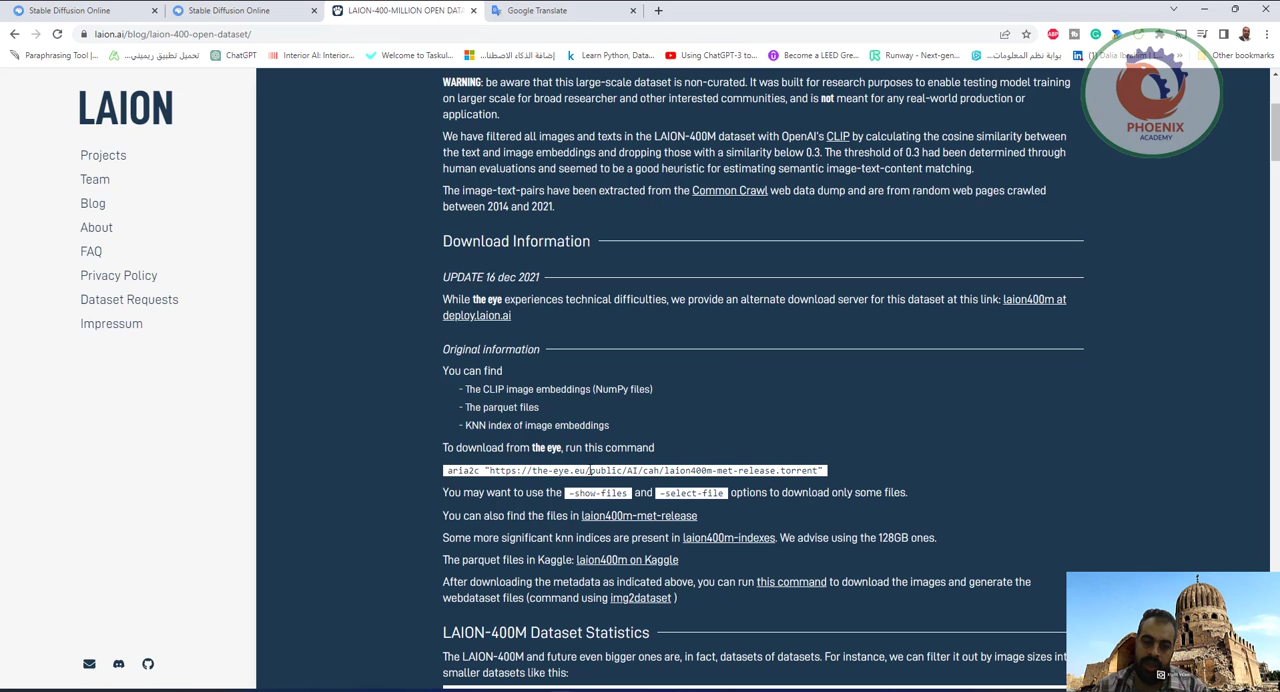 Stable Diffusion Online
Stable Diffusion Online
LAION-400-MILLION OPEN DATA
Google Translate
laion.ai/blog/laion-400-open-dataset/
Paraphrasing Tool |...
تحميل تطبيق ريميني...
ChatGPT
Interior AI: Interior...
Welcome to Taskul...
إضافة الذكاء الاصطنا...
Learn Python, Data...
Using ChatGPT-3 to...
Become a LEED Gre...
Runway - Next-gen...
بوابة نظم المعلومات...
(1) Dalia Ibrahim |
Other bookmarks
PHOENIX
ACADEMY
LAION
Projects
Team
Blog
About
FAQ
Privacy Policy
Dataset Requests
Impressum
WARNING: be aware that this large-scale dataset is non-curated. It was built for research purposes to enable testing model training
on larger scale for broad researcher and other interested communities, and is not meant for any real-world production or
application.
We have filtered all images and texts in the LAION-400M dataset with OpenAI's CLIP by calculating the cosine similarity between
the text and image embeddings and dropping those with a similarity below 0.3. The threshold of 0.3 had been determined through
human evaluations and seemed to be a good heuristic for estimating semantic image-text-content matching.
The image-text-pairs have been extracted from the Common Crawl web data dump and are from random web pages crawled
between 2014 and 2021.
Download Information
UPDATE 16 dec 2021
While the eye experiences technical difficulties, we provide an alternate download server for this dataset at this link: laion400m at
deploy.laion.ai
Original information
You can find
- The CLIP image embeddings (NumPy files)
- The parquet files
- KNN index of image embeddings
To download from the eye, run this command
aria2c "https://the-eye.eu/public/AI/cah/laion400m-met-release.torrent"
You may want to use the -show-files and -select-file options to download only some files.
You can also find the files in laion400m-met-release
Some more significant knn indices are present in laion400m-indexes. We advise using the 128GB ones.
The parquet files in Kaggle: laion400m on Kaggle
After downloading the metadata as indicated above, you can run this command to download the images and generate the
webdataset files (command using img2dataset )
LAION-400M Dataset Statistics
The LAION-400M and future even bigger ones are, in fact, datasets of datasets. For instance, we can filter it out by image sizes int
smaller datasets like this: